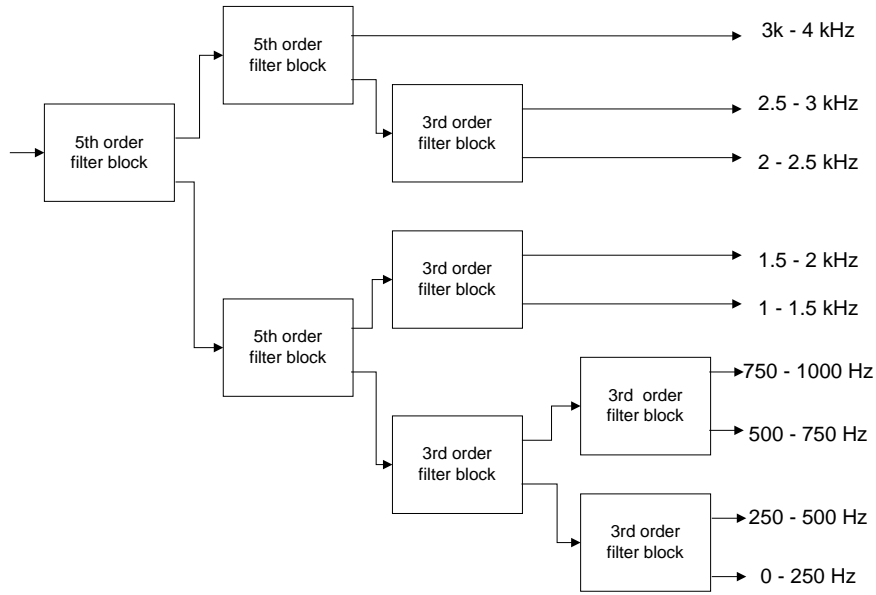 5th order
filter block
3k - 4 kHz
5th order
filter block
3rd order
filter block
2.5 - 3 kHz
2 - 2.5 kHz
5th order
filter block
3rd order
filter block
1.5 - 2 kHz
1 - 1.5 kHz
3rd order
filter block
3rd order
filter block
750 - 1000 Hz
500 - 750 Hz
3rd order
filter block
250 - 500 Hz
0 - 250 Hz